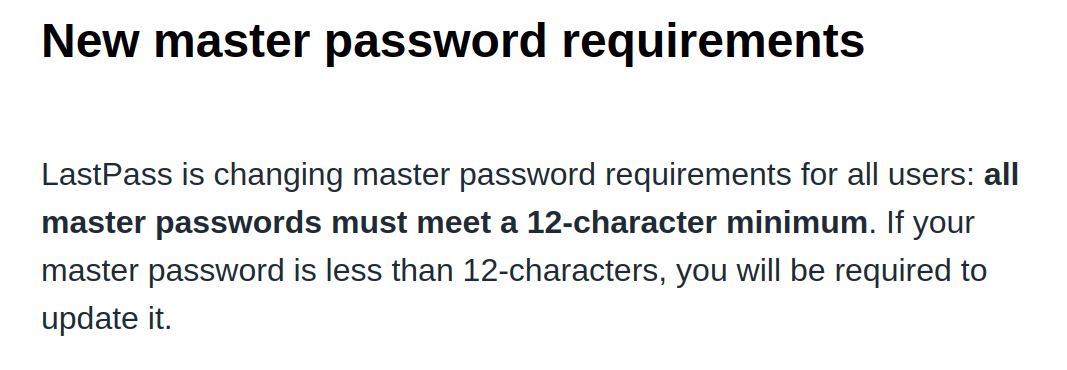 New master password requirements
LastPass is changing master password requirements for all users: all
master passwords must meet a 12-character minimum. If your
master password is less than 12-characters, you will be required to
update it.